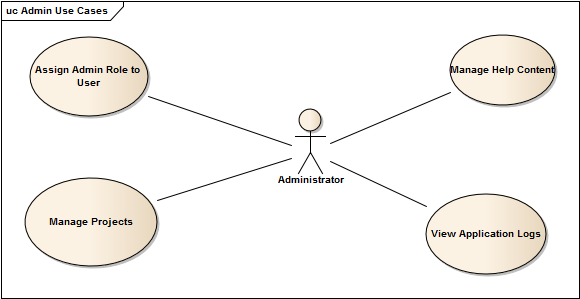 uc Admin Use Cases
Assign Admin Role to
User
Manage Help Content
Administrator
Manage Projects
View Application Logs